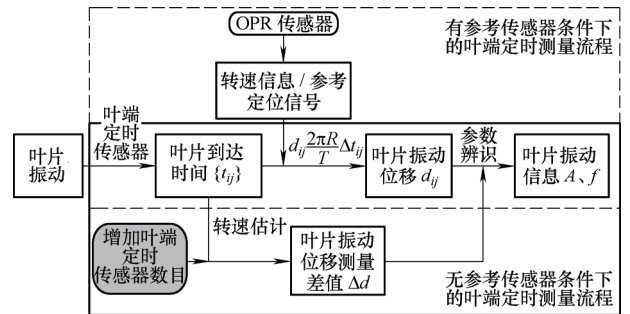 OPR 传感器
有参考传感器条件下
的叶端定时测量流程
转速信息 / 参考
定位信号
叶端
定时
传感器
叶片
振动
叶片到达
时间 {tij}
dij 2πR/T Δtij
叶片振动
位移 dij
参数
辨识
叶片振动
信息 A、f
转速估计
增加叶端
定时
传感器数目
叶片振动
位移测量
差值 Δd
无参考传感器条件下
的叶端定时测量流程